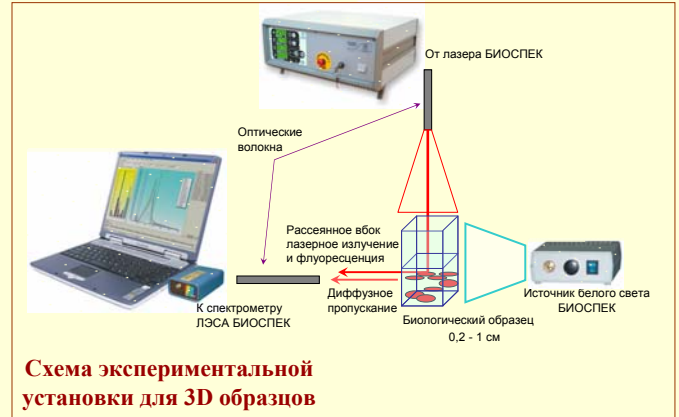 От лазера БИОСПЕК
Оптические
волокна
Рассеянное вбок
лазерное излучение
и флуоресценция
К спектрометру
ЛЭСА БИОСПЕК
Диффузное
пропускание
Биологический образец
0,2 - 1 см
Источник белого света
БИОСПЕК
Схема экспериментальной
установки для 3D образцов